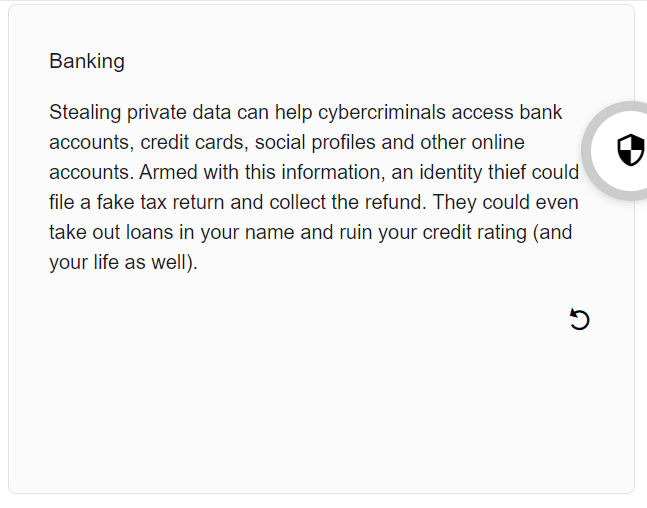 Banking
Stealing private data can help cybercriminals access bank
accounts, credit cards, social profiles and other online
accounts. Armed with this information, an identity thief could
file a fake tax return and collect the refund. They could even
take out loans in your name and ruin your credit rating (and
your life as well).